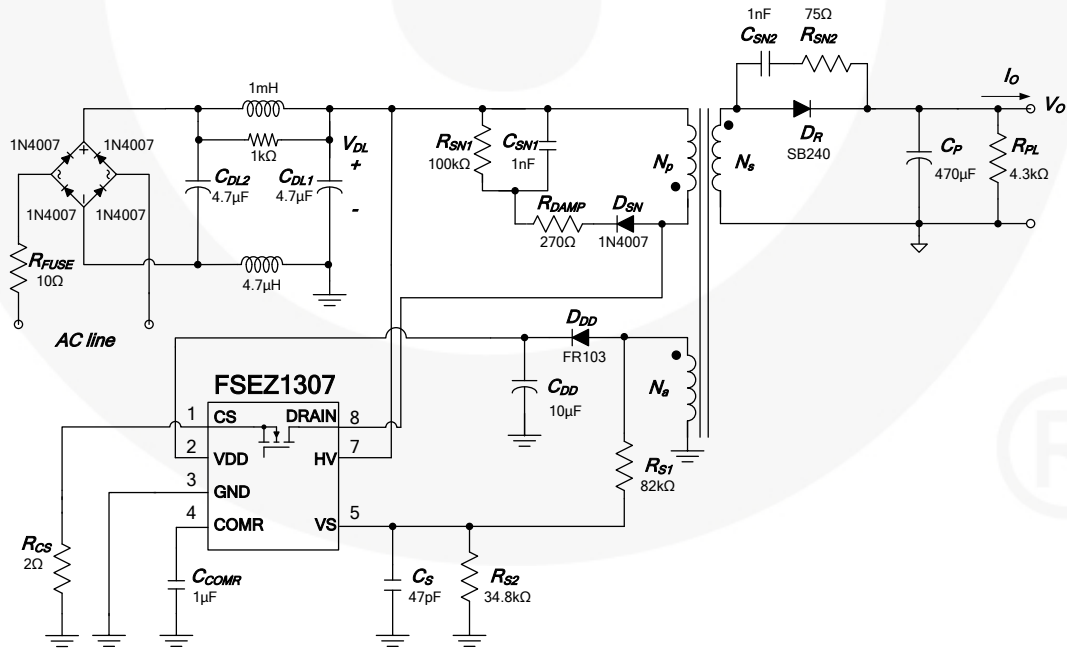 1nF
75Ω
CSN2
RSN2
IO
VO
DR
SB240
CP
470µF
RPL
4.3kΩ
1mH
1kΩ
VDL
+
-
1N4007
1N4007
1N4007
1N4007
+
-
CDL2
4.7µF
CDL1
4.7µF
4.7µH
RFUSE
10Ω
AC line
RSN1
100kΩ
CSN1
1nF
RDAMP
270Ω
DSN
1N4007
Np
Ns
DDD
FR103
CDD
10µF
Na
FSEZ1307
1 CS DRAIN 8
2 VDD HV 7
3 GND
4 COMR VS 5
RS1
82kΩ
RCS
2Ω
CCOMR
1µF
CS
47pF
RS2
34.8kΩ
R